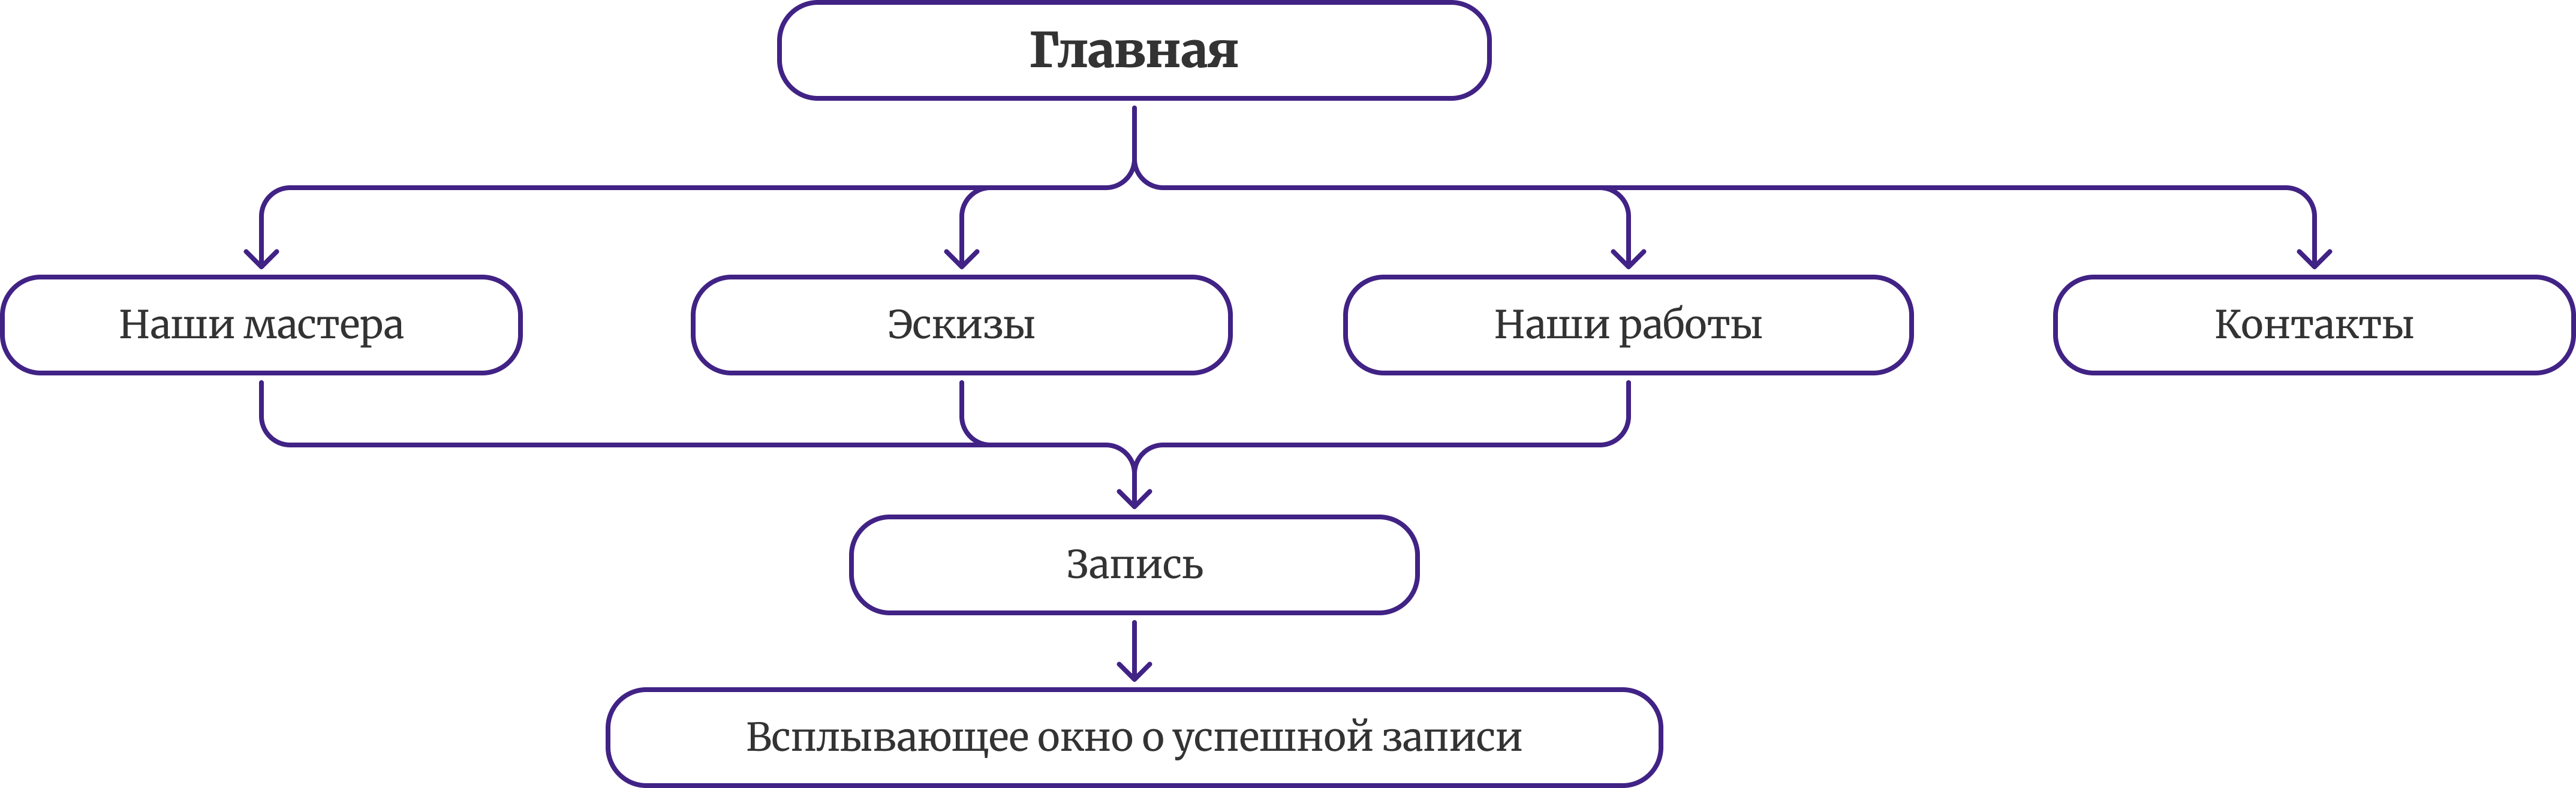 Главная
Наши мастера
Эскизы
Наши работы
Контакты
Запись
Всплывающее окно о успешной записи